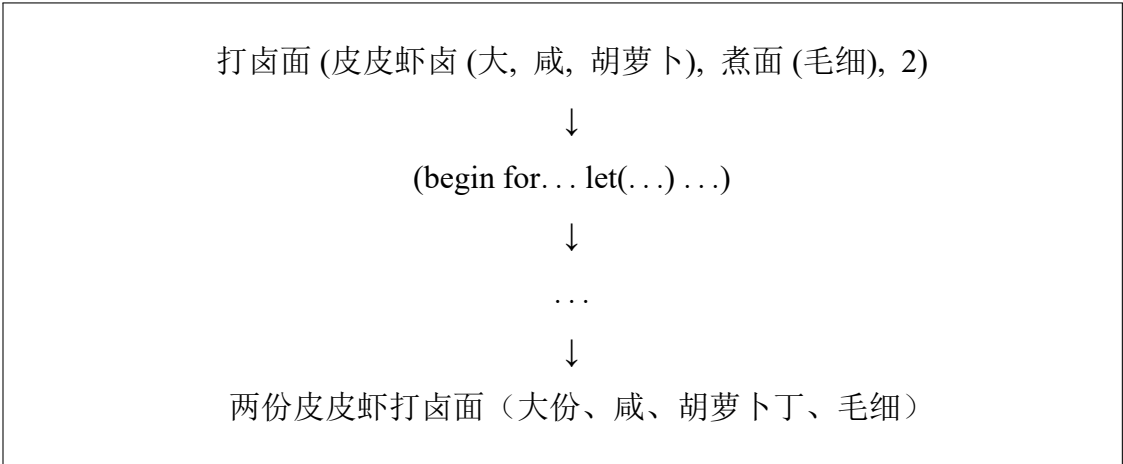 打卤面 (皮皮虾卤 (大, 咸, 胡萝卜), 煮面 (毛细), 2)
↓
(begin for… let(…) …)
↓
…
↓
两份皮皮虾打卤面（大份、咸、胡萝卜丁、毛细）